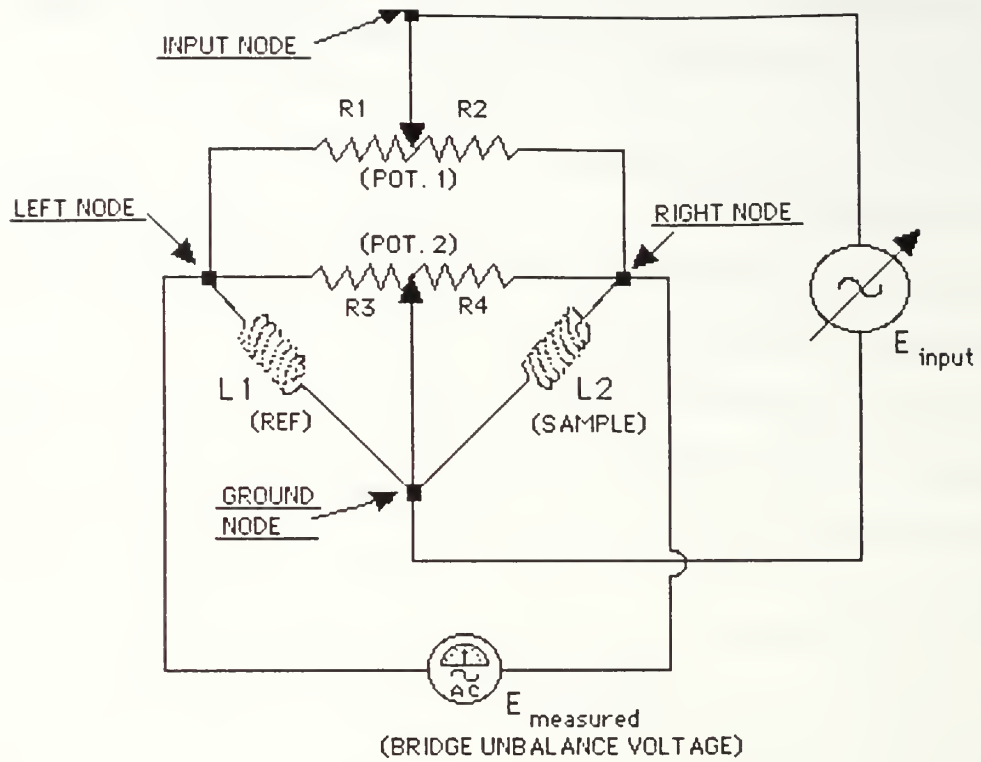 INPUT NODE
R1 R2
(POT. 1)
LEFT NODE
RIGHT NODE
(POT. 2)
R3 R4
E input
L1
(REF)
L2
(SAMPLE)
GROUND
NODE
AC
E measured
(BRIDGE UNBALANCE VOLTAGE)